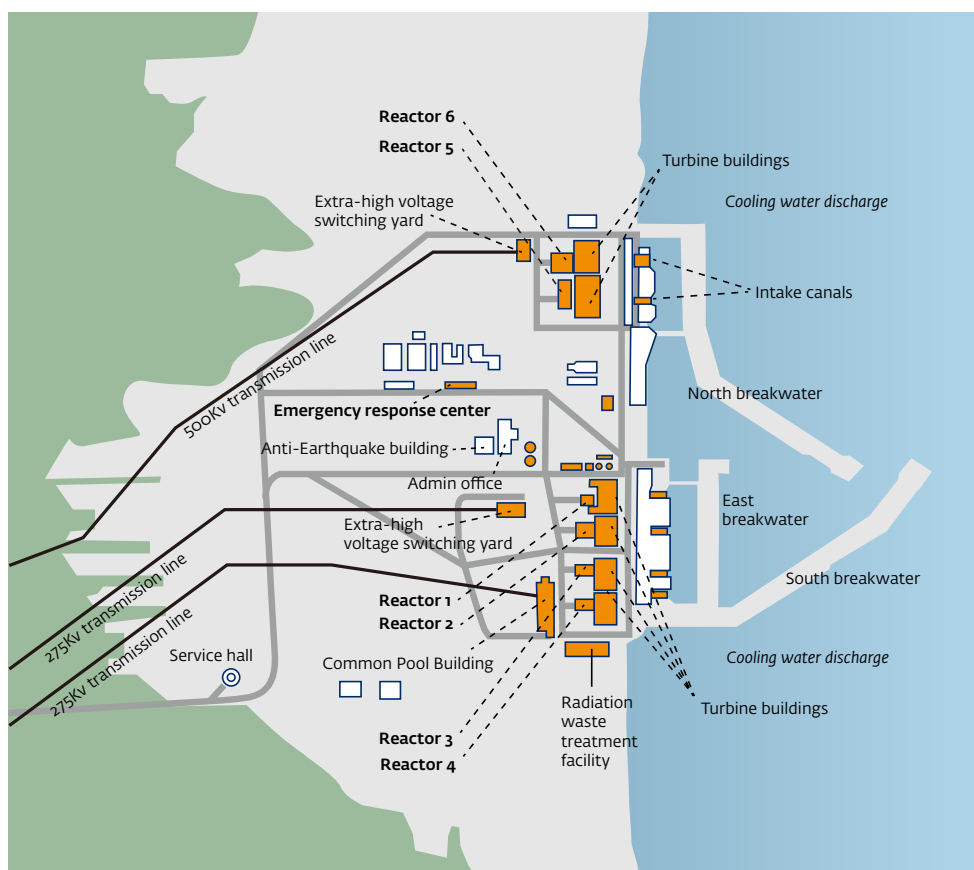 Reactor 6
Reactor 5
Turbine buildings
Extra-high voltage
switching yard
Cooling water discharge
Intake canals
500Kv transmission line
North breakwater
Emergency response center
Anti-Earthquake building
Admin office
East
breakwater
Extra-high
voltage switching yard
South breakwater
275Kv transmission line
Reactor 1
Reactor 2
275Kv transmission line
Service hall
Common Pool Building
Cooling water discharge
Radiation
waste
treatment
facility
Turbine buildings
Reactor 3
Reactor 4